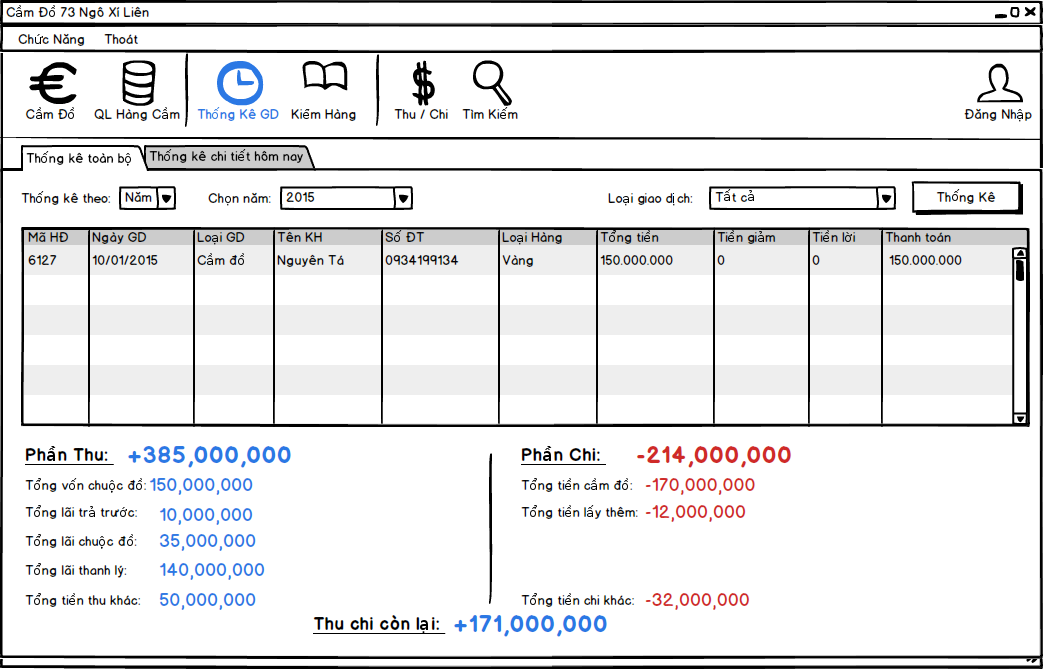 Cầm Đồ 73 Ngô Xí Liên
Chức Năng Thoát
Cầm Đồ QL Hàng Cầm Thống Kê GD Kiểm Hàng Thu / Chi Tìm Kiếm Đăng Nhập
Thống kê toàn bộ Thống kê chi tiết hôm nay
Thống kê theo: Năm Chọn năm: 2015 Loại giao dịch: Tất cả Thống Kê
Mã HĐ Ngày GD Loại GD Tên KH Số ĐT Loại Hàng Tổng tiền Tiền giảm Tiền lời Thanh toán
6127 10/01/2015 Cầm đồ Nguyên Tá 0934199134 Vàng 150.000.000 0 0 150.000.000
Phần Thu: +385,000,000 Phần Chi: -214,000,000
Tổng vốn chuộc đồ: 150,000,000 Tổng tiền cầm đồ: -170,000,000
Tổng lãi trả trước: 10,000,000 Tổng tiền lấy thêm: -12,000,000
Tổng lãi chuộc đồ: 35,000,000
Tổng lãi thanh lý: 140,000,000
Tổng tiền thu khác: 50,000,000 Tổng tiền chi khác: -32,000,000
Thu chi còn lại: +171,000,000